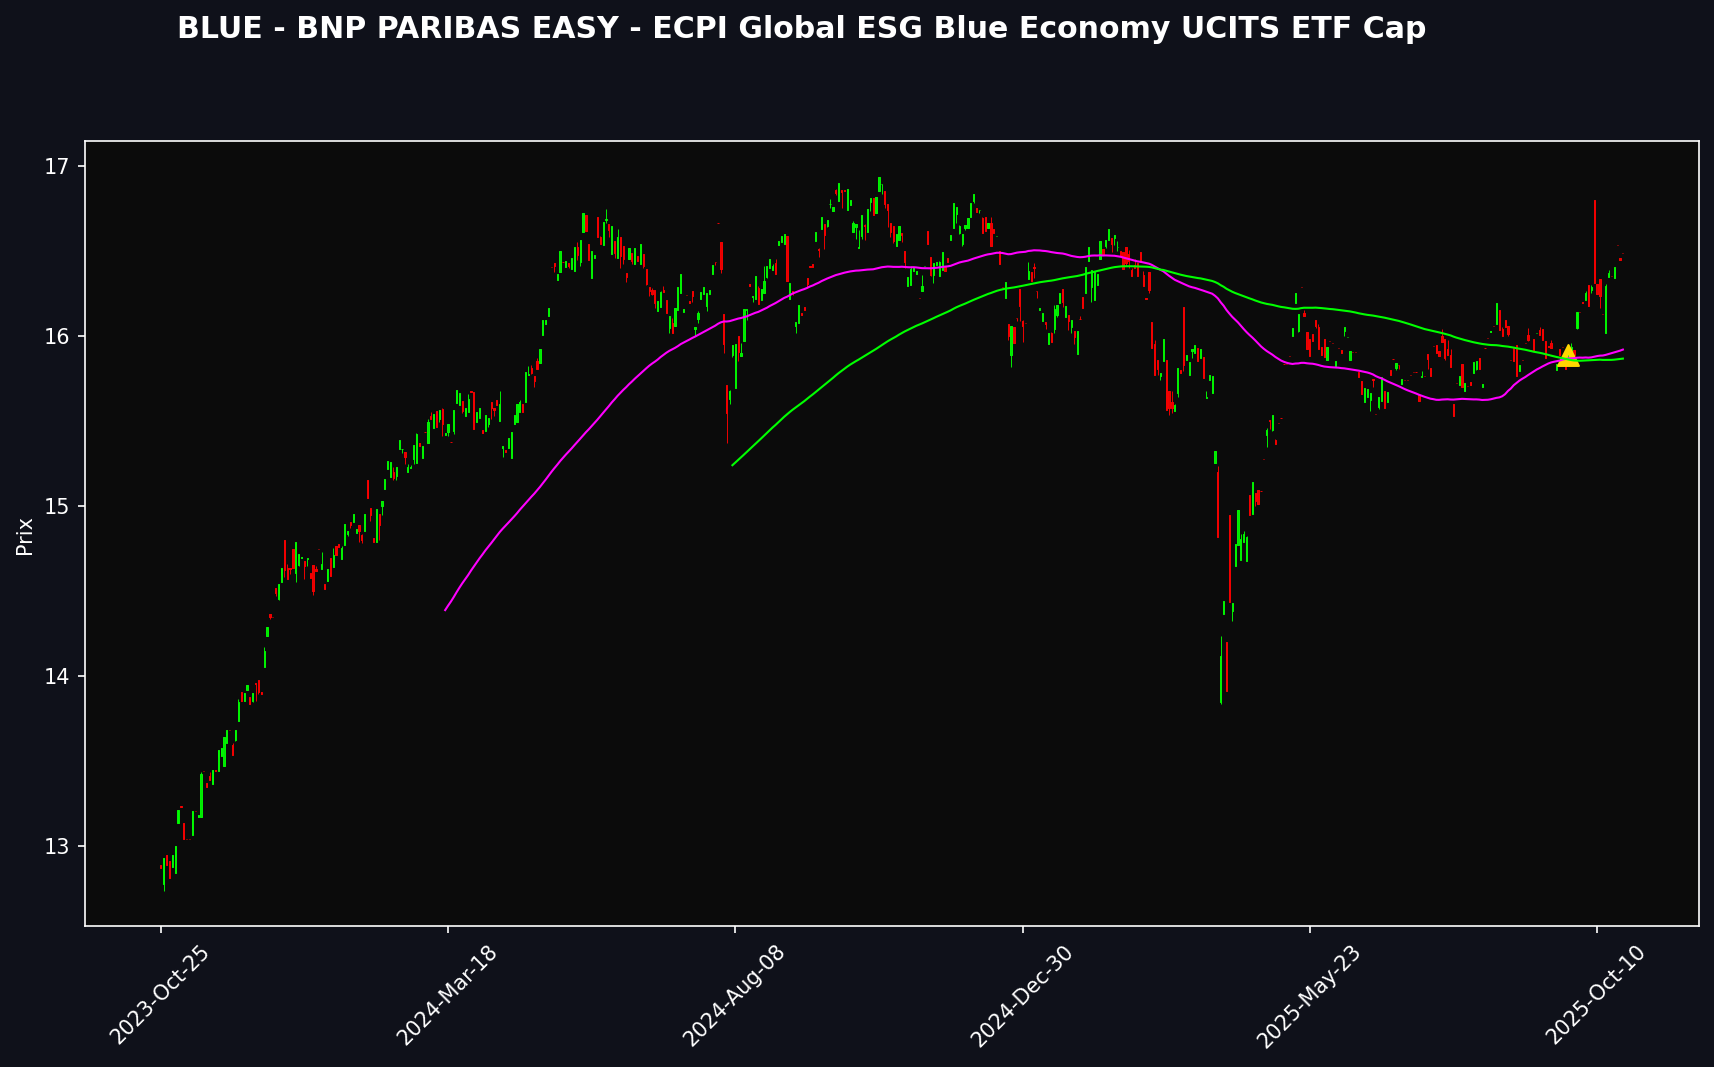 BLUE - BNP PARIBAS EASY - ECPI Global ESG Blue Economy UCITS ETF Cap
17
16
15
14
13
Prix
2023-Oct-25
2024-Mar-18
2024-Aug-08
2024-Dec-30
2025-May-23
2025-Oct-10